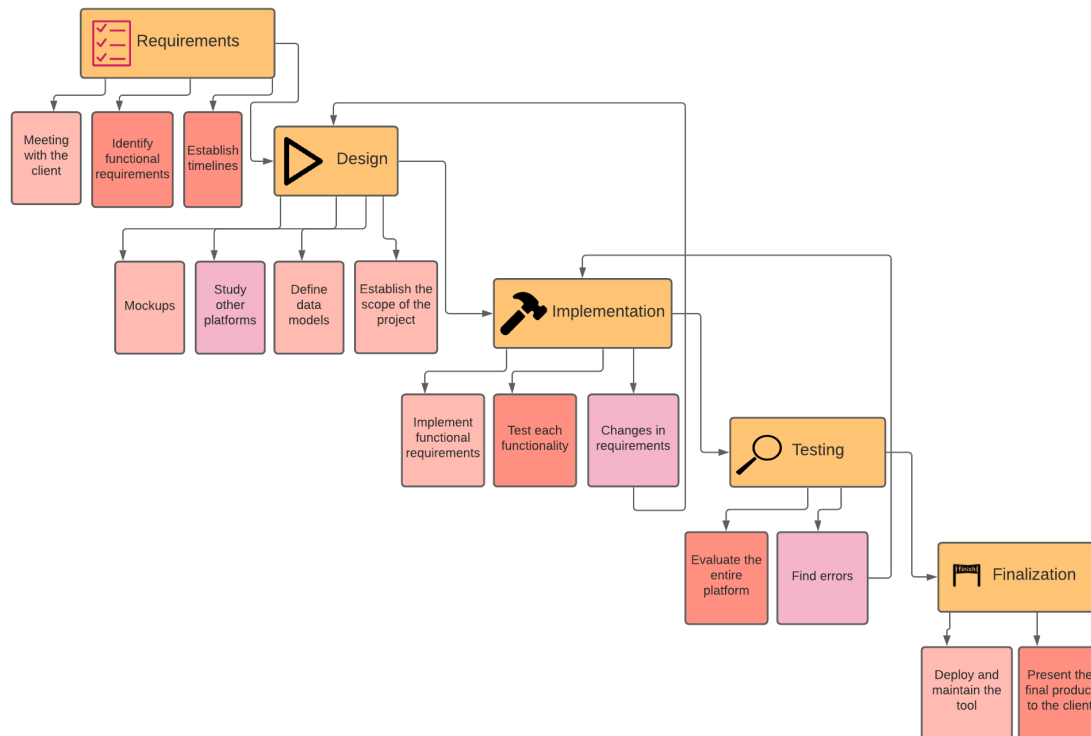 Requirements
Meeting
with the
client
Identify
functional
requirements
Establish
timelines
Design
Mockups
Study
other
platforms
Define
data
models
Establish the
scope of the
project
Implementation
Implement
functional
requirements
Test each
functionality
Changes in
requirements
Testing
Evaluate the
entire
platform
Find errors
finish
Finalization
Deploy and
maintain the
tool
Present the
final product
to the client